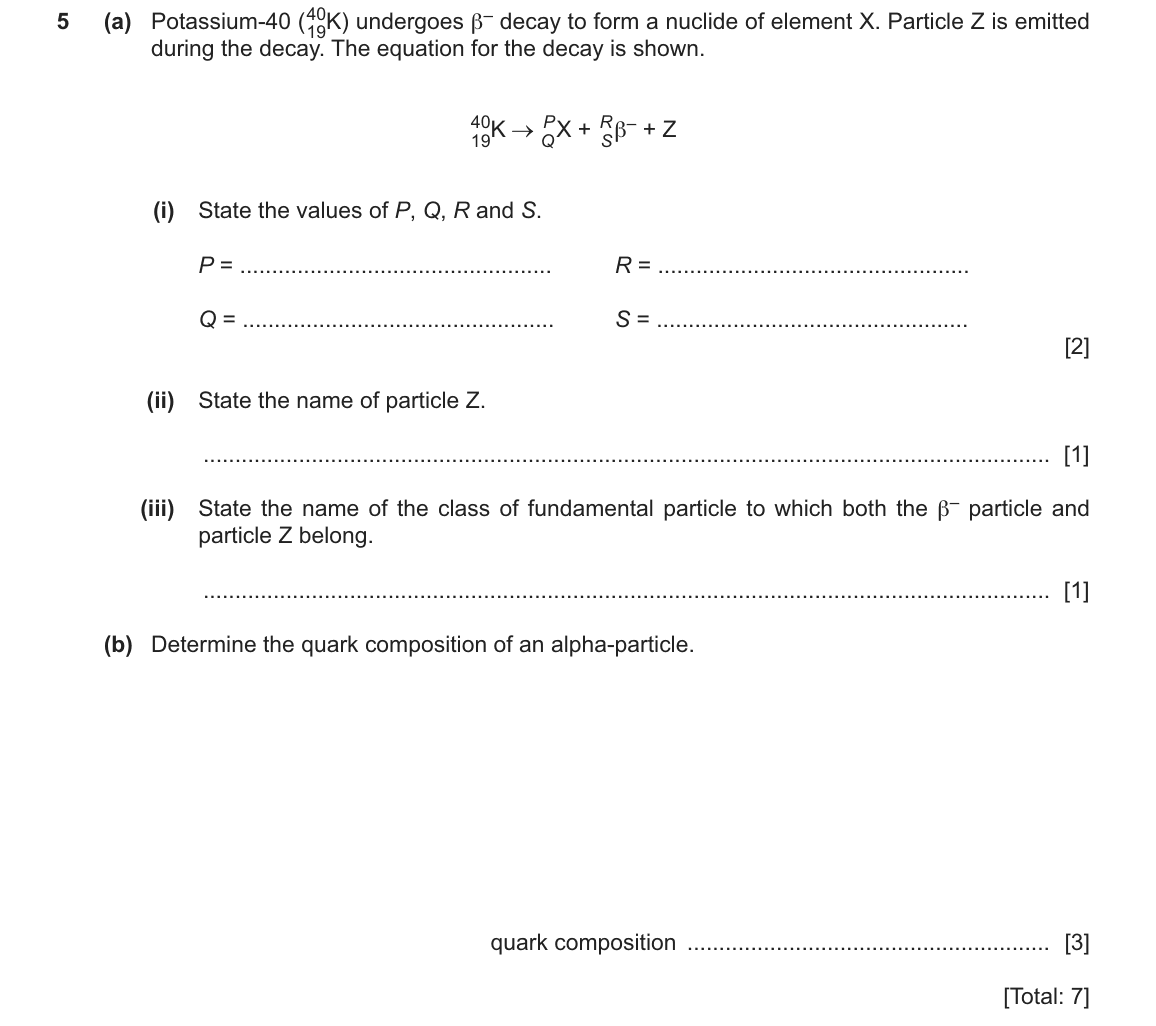 5 (a) Potassium-40 (⁴⁰₁₉K) undergoes β⁻ decay to form a nuclide of element X. Particle Z is emitted
during the decay. The equation for the decay is shown.
⁴⁰₁₉K → ᴾ_QX + ᴿ_Sβ⁻ + Z
(i) State the values of P, Q, R and S.
P = ................................................. R = .................................................
Q = ................................................. S = .................................................
[2]
(ii) State the name of particle Z.
..................................................................................................................................... [1]
(iii) State the name of the class of fundamental particle to which both the β⁻ particle and
particle Z belong.
..................................................................................................................................... [1]
(b) Determine the quark composition of an alpha-particle.
quark composition ......................................................... [3]
[Total: 7]